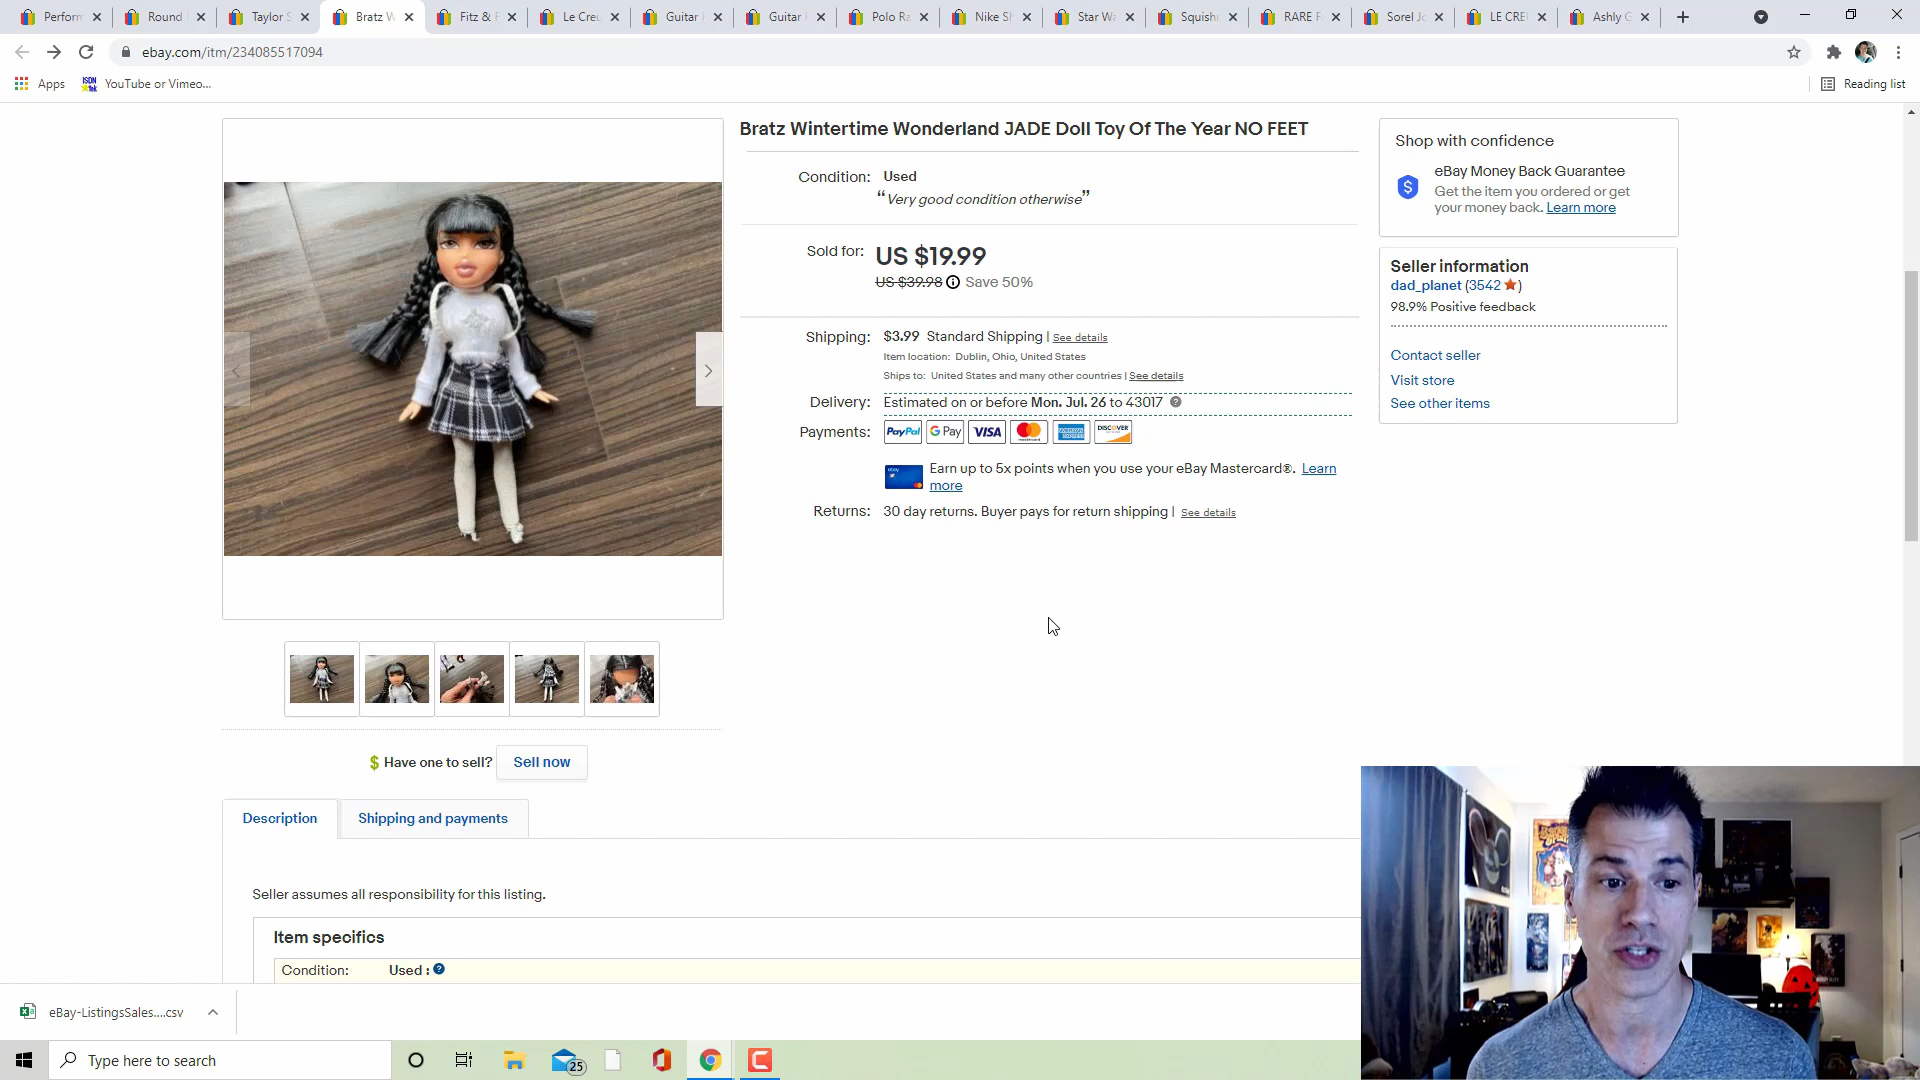 Perform
Round
Taylor S
Bratz W
Fitz & F
Le Creu
Guitar
Guitar
Polo Ra
Nike Sh
Star Wa
Squish
RARE F
Sorel Jo
LE CRE
Ashly G
ebay.com/itm/234085517094
Apps
YouTube or Vimeo...
Reading list
Bratz Wintertime Wonderland JADE Doll Toy Of The Year NO FEET
Condition: Used
“Very good condition otherwise”
Sold for: US $19.99
US $39.98 Save 50%
Shipping: $3.99 Standard Shipping | See details
Item location: Dublin, Ohio, United States
Ships to: United States and many other countries | See details
Delivery: Estimated on or before Mon. Jul. 26 to 43017
Payments: PayPal G Pay VISA mastercard AMERICAN EXPRESS DISCOVER
Earn up to 5x points when you use your eBay Mastercard®. Learn
more
Returns: 30 day returns. Buyer pays for return shipping | See details
Shop with confidence
eBay Money Back Guarantee
Get the item you ordered or get
your money back. Learn more
Seller information
dad_planet (3542 )
98.9% Positive feedback
Contact seller
Visit store
See other items
Have one to sell? Sell now
Description
Shipping and payments
Seller assumes all responsibility for this listing.
Item specifics
Condition: Used :
eBay-ListingsSales....csv
Type here to search
25